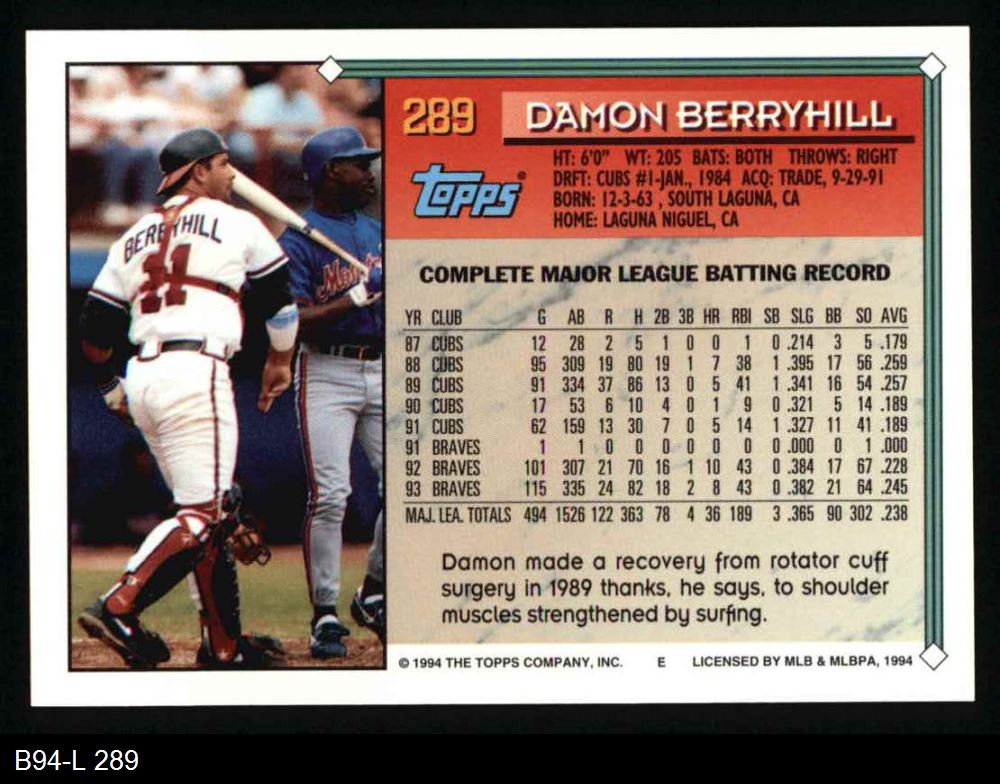 289
DAMON BERRYHILL
Topps®
HT: 6'0" WT: 205 BATS: BOTH THROWS: RIGHT
DRFT: CUBS #1-JAN., 1984 ACQ: TRADE, 9-29-91
BORN: 12-3-63 , SOUTH LAGUNA, CA
HOME: LAGUNA NIGUEL, CA
BERRYHILL
11
Mets
COMPLETE MAJOR LEAGUE BATTING RECORD
YR CLUB G AB R H 2B 3B HR RBI SB SLG BB SO AVG
87 CUBS 12 28 2 5 1 0 0 1 0 .214 3 5 .179
88 CUBS 95 309 19 80 19 1 7 38 1 .395 17 56 .259
89 CUBS 91 334 37 86 13 0 5 41 1 .341 16 54 .257
90 CUBS 17 53 6 10 4 0 1 9 0 .321 5 14 .189
91 CUBS 62 159 13 30 7 0 5 14 1 .327 11 41 .189
91 BRAVES 1 1 0 0 0 0 0 0 0 .000 0 1 .000
92 BRAVES 101 307 21 70 16 1 10 43 0 .384 17 67 .228
93 BRAVES 115 335 24 82 18 2 8 43 0 .382 21 64 .245
MAJ. LEA. TOTALS 494 1526 122 363 78 4 36 189 3 .365 90 302 .238
Damon made a recovery from rotator cuff
surgery in 1989 thanks, he says, to shoulder
muscles strengthened by surfing.
© 1994 THE TOPPS COMPANY, INC. E LICENSED BY MLB & MLBPA, 1994
B94-L 289